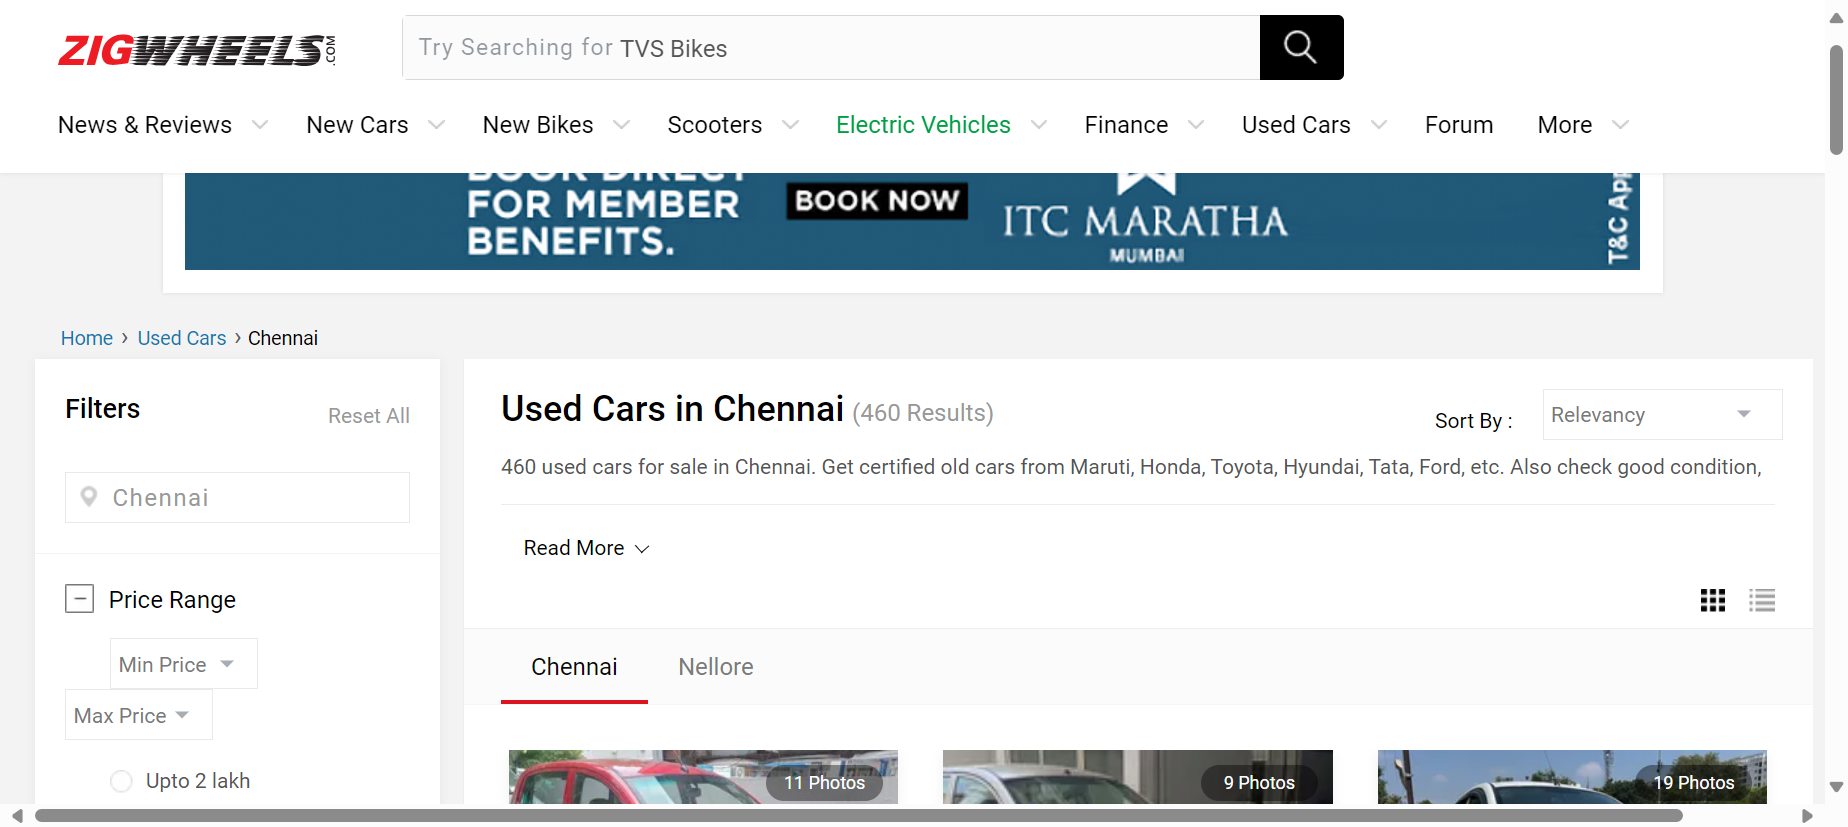 ZIGWHEELS.COM
Try Searching for TVS Bikes
News & Reviews New Cars New Bikes Scooters Electric Vehicles Finance Used Cars Forum More
BOOK DIRECT
FOR MEMBER
BENEFITS.
BOOK NOW
ITC MARATHA
MUMBAI
T&C App
Home › Used Cars › Chennai
Filters
Reset All
Chennai
Price Range
Min Price
Max Price
Upto 2 lakh
Used Cars in Chennai (460 Results)
Sort By : Relevancy
460 used cars for sale in Chennai. Get certified old cars from Maruti, Honda, Toyota, Hyundai, Tata, Ford, etc. Also check good condition,
Read More
Chennai Nellore
11 Photos
9 Photos
19 Photos